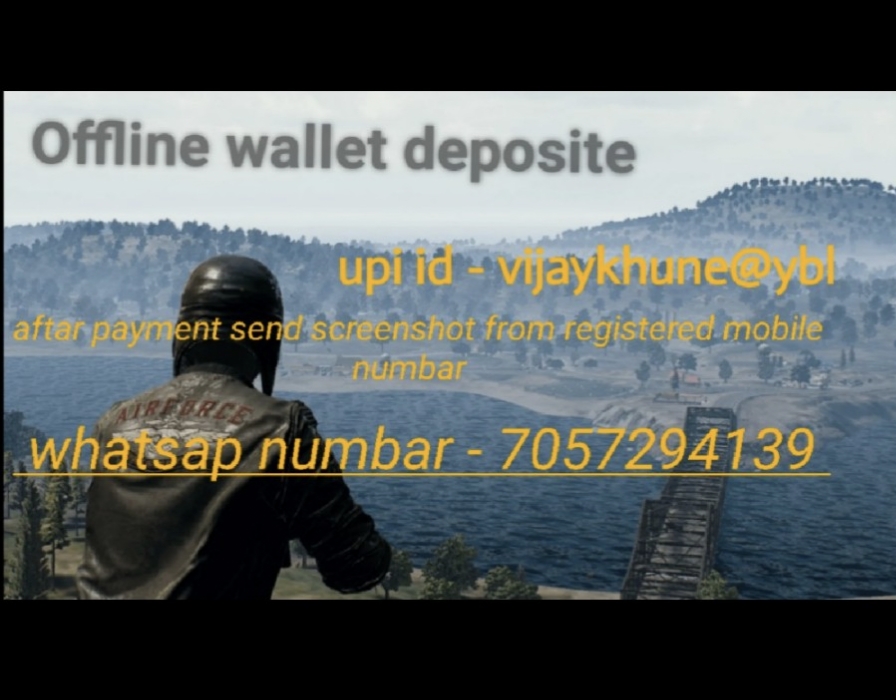 Offline wallet deposite
upi id - vijaykhune@ybl
aftar payment send screenshot from registered mobile
numbar
AIRFORCE
whatsap numbar - 7057294139